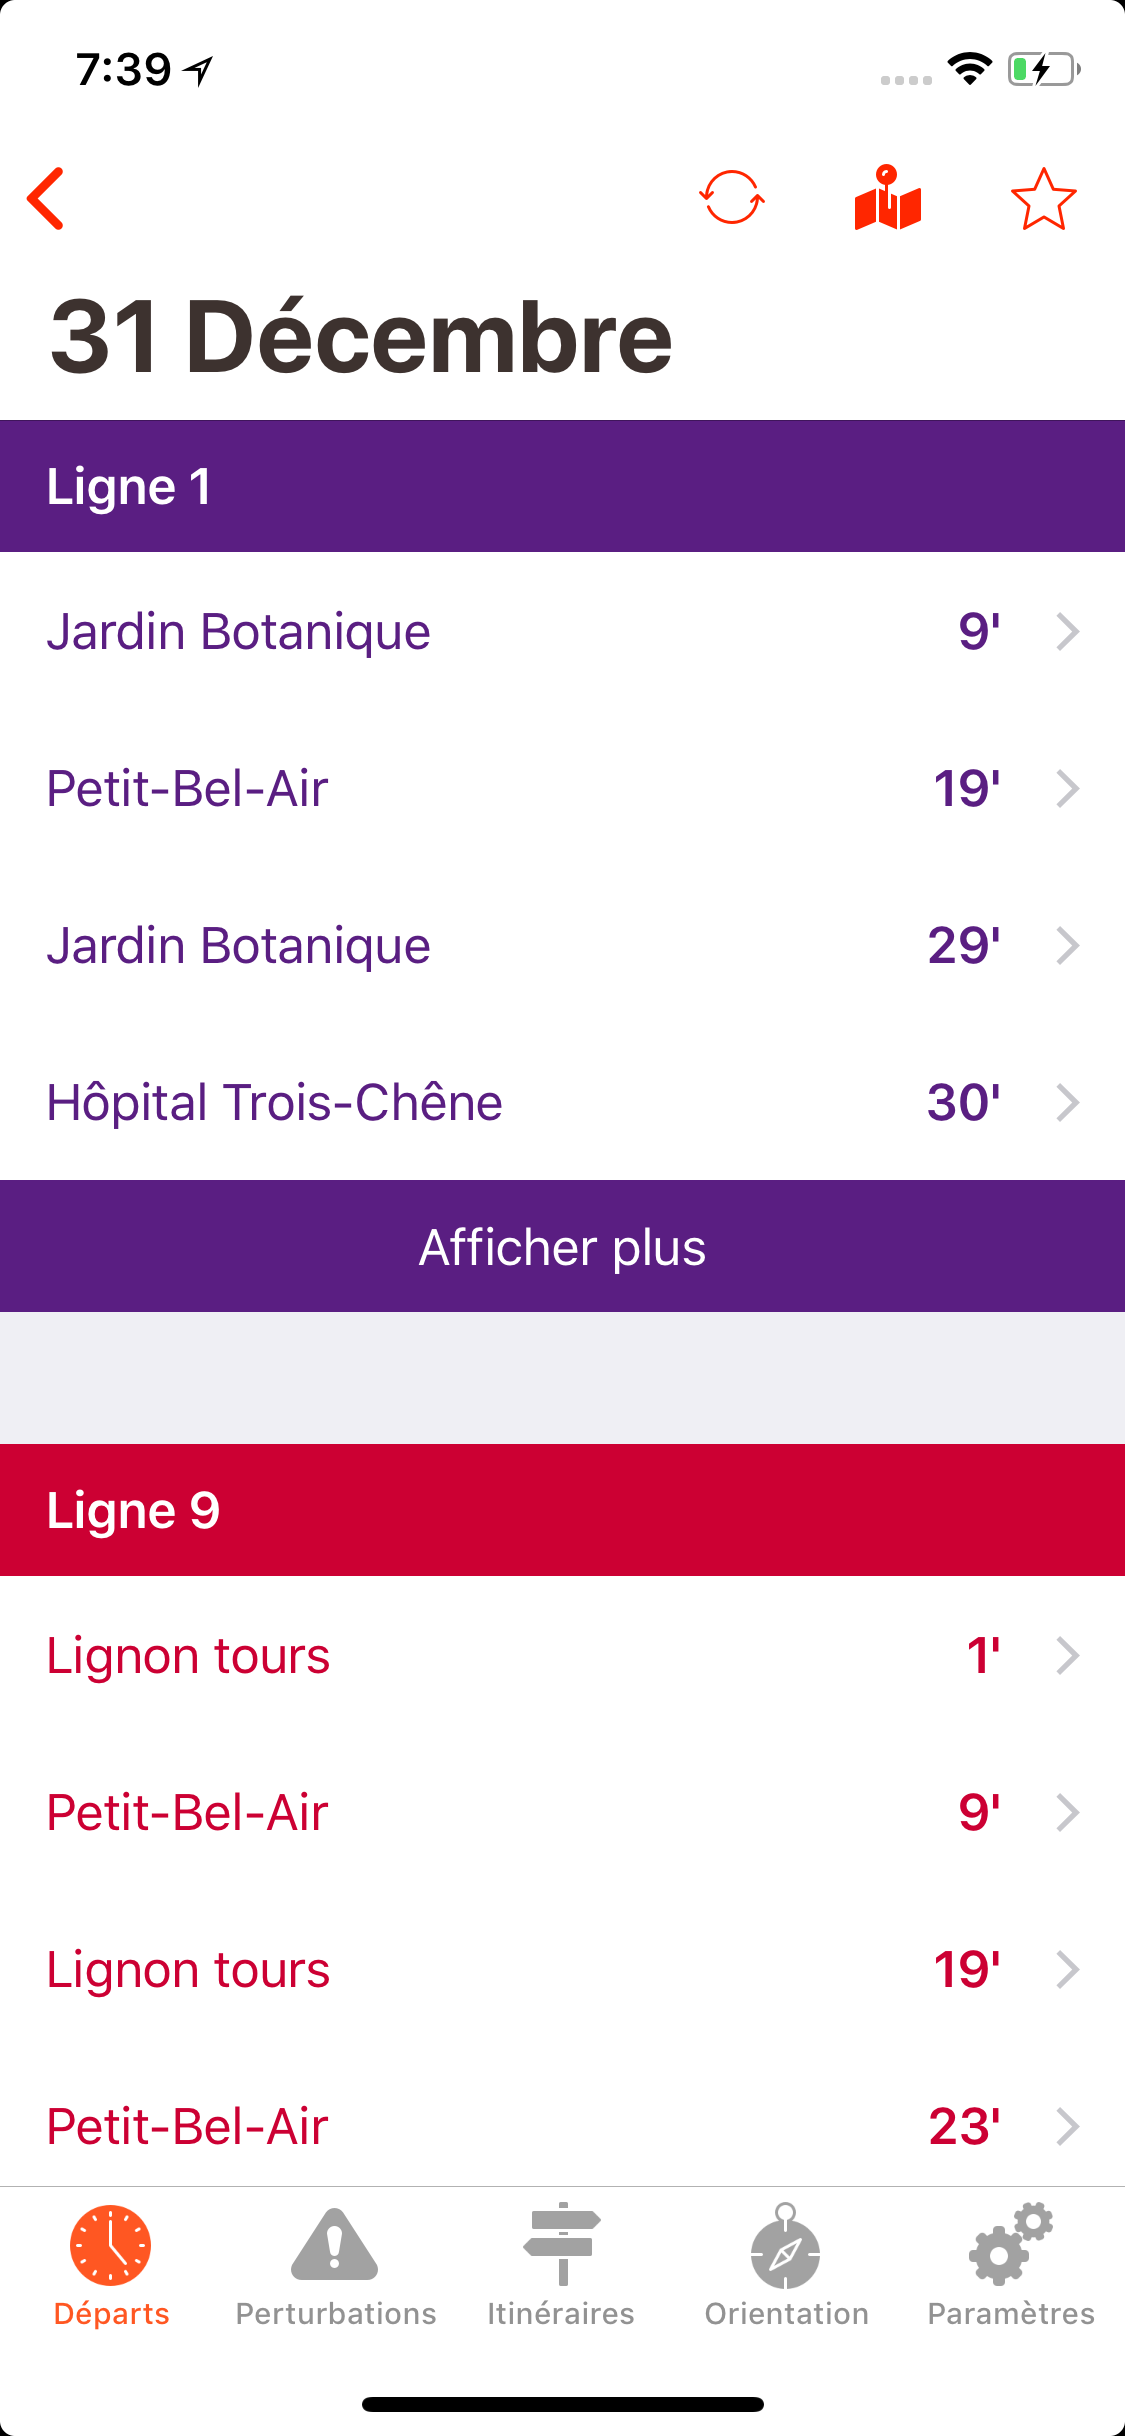 7:39
31 Décembre
Ligne 1
Jardin Botanique 9'
Petit-Bel-Air 19'
Jardin Botanique 29'
Hôpital Trois-Chêne 30'
Afficher plus
Ligne 9
Lignon tours 1'
Petit-Bel-Air 9'
Lignon tours 19'
Petit-Bel-Air 23'
Départs Perturbations Itinéraires Orientation Paramètres